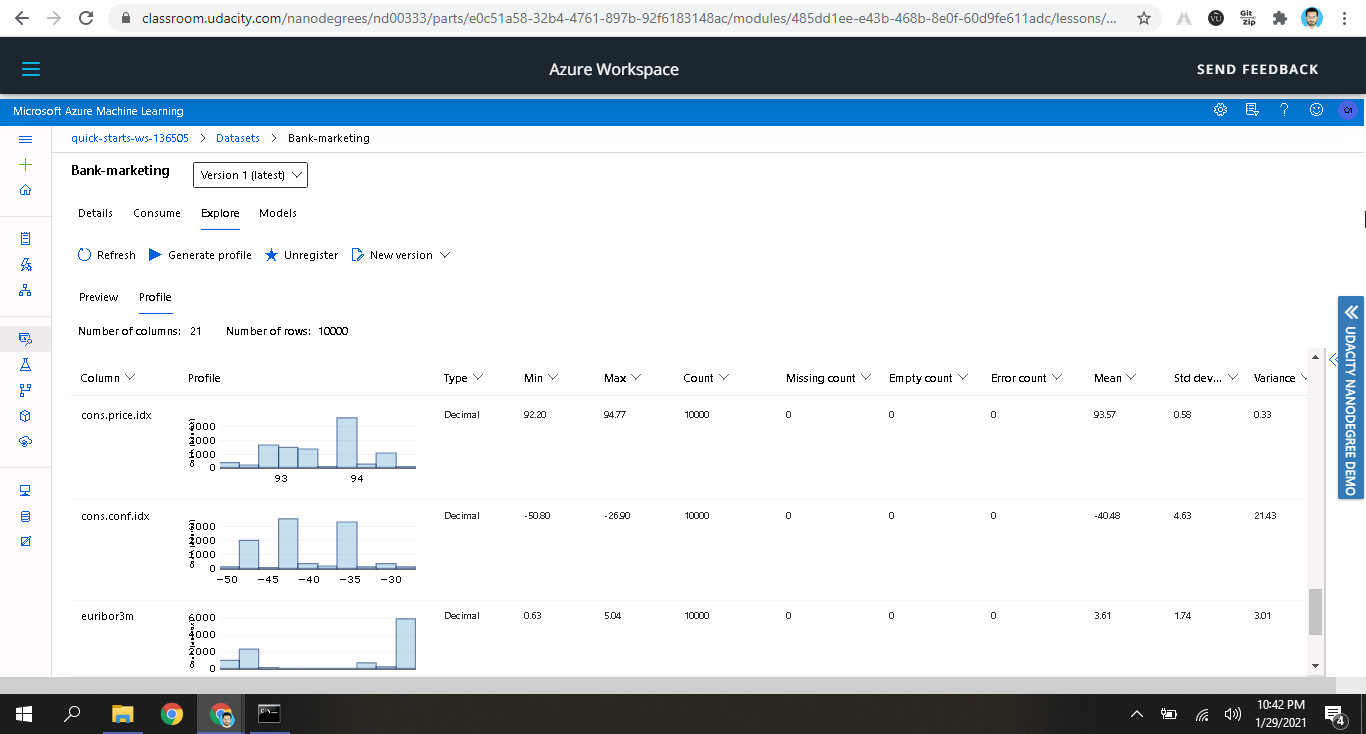 classroom.udacity.com/nanodegrees/nd00333/parts/e0c51a58-32b4-4761-897b-92f6183148ac/modules/485dd1ee-e43b-468b-8e0f-60d9fe611adc/lessons/...
Git Zip
Azure Workspace
SEND FEEDBACK
Microsoft Azure Machine Learning
quick-starts-ws-136505 > Datasets > Bank-marketing
Bank-marketing
Version 1 (latest)
Details Consume Explore Models
Refresh Generate profile Unregister New version
Preview Profile
Number of columns: 21 Number of rows: 10000
Column Profile Type Min Max Count Missing count Empty count Error count Mean Std dev... Variance
cons.price.idx Decimal 92.20 94.77 10000 0 0 0 93.57 0.58 0.33
3000
2000
1000
0
93 94
cons.conf.idx Decimal -50.80 -26.90 10000 0 0 0 -40.48 4.63 21.43
3000
2000
1000
0
−50 −45 −40 −35 −30
euribor3m Decimal 0.63 5.04 10000 0 0 0 3.61 1.74 3.01
6000
4000
2000
0
UDACITY NANODEGREE DEMO
10:42 PM
1/29/2021
4